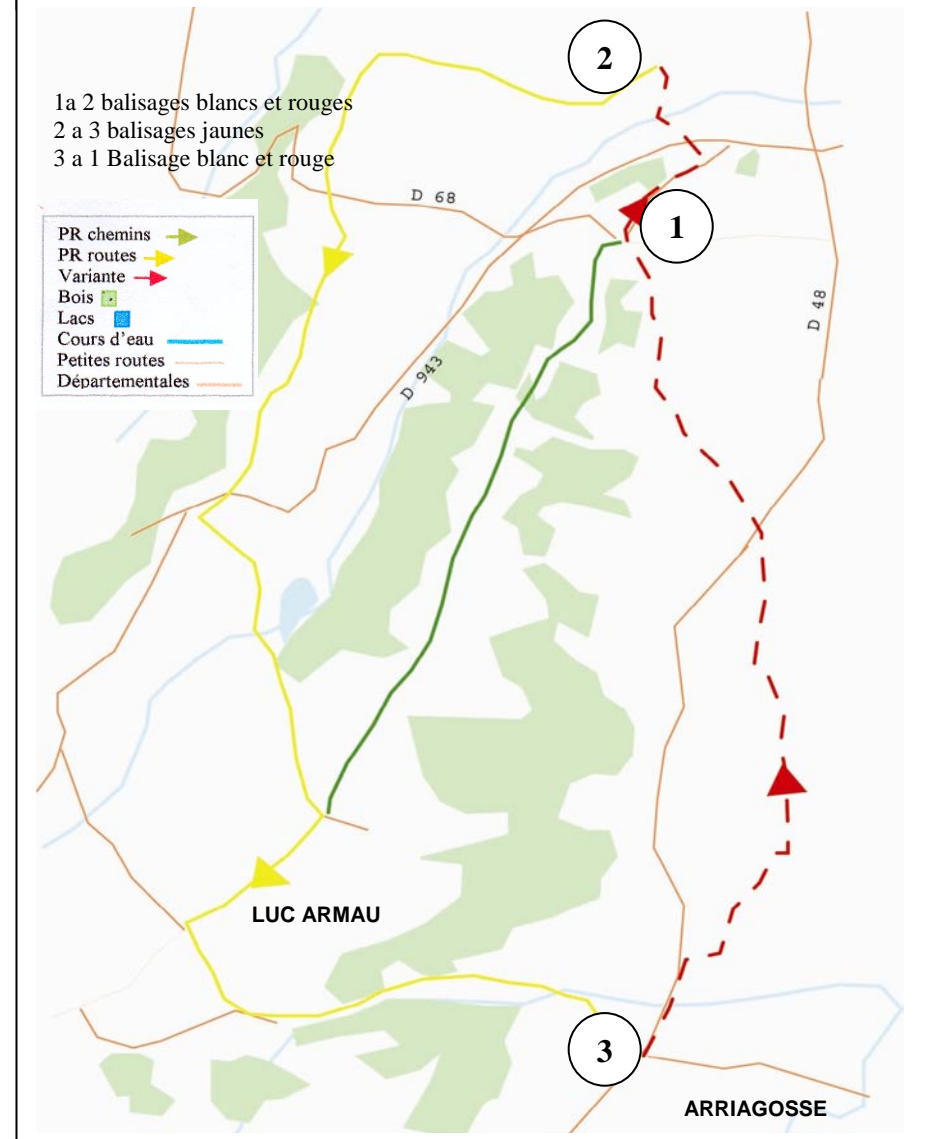 2
1a 2 balisages blancs et rouges
2 a 3 balisages jaunes
3 a 1 Balisage blanc et rouge
D 68
1
PR chemins
PR routes
Variante
Bois
Lacs
Cours d'eau
Petites routes
Départementales
D 48
D 943
LUC ARMAU
3
ARRIAGOSSE